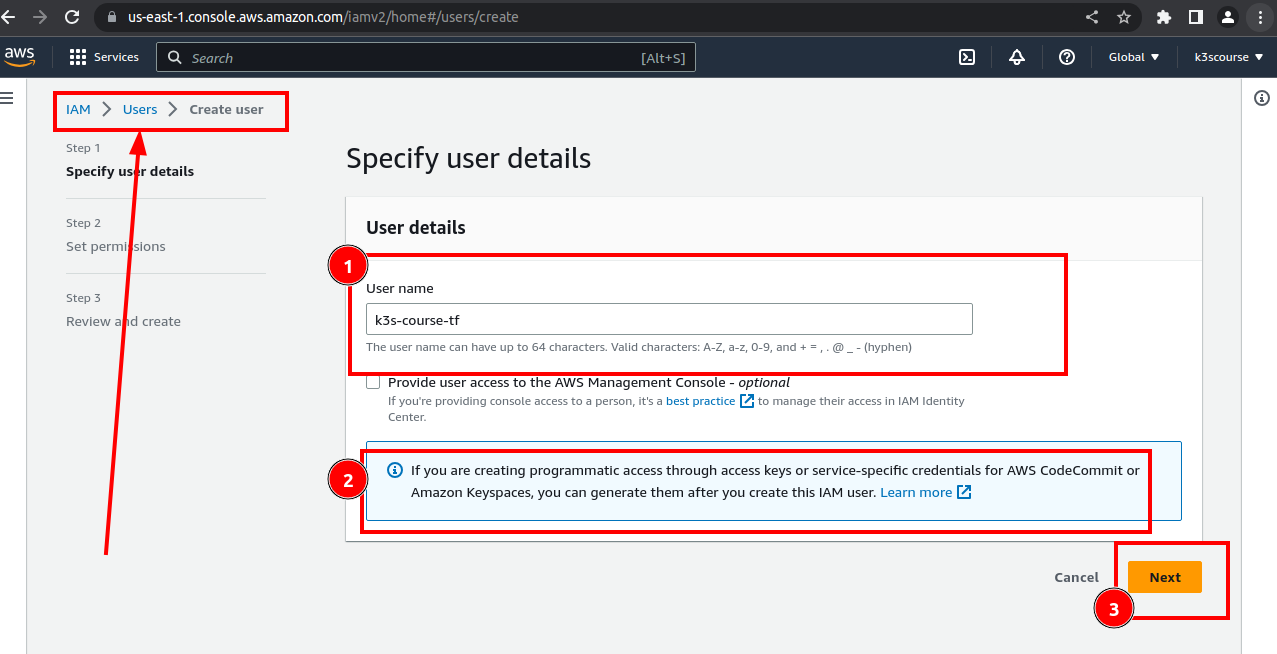 us-east-1.console.aws.amazon.com/iamv2/home#/users/create
aws
Services
Search
[Alt+S]
Global
k3scourse
IAM
Users
Create user
Step 1
Specify user details
Step 2
Set permissions
Step 3
Review and create
Specify user details
User details
1
User name
k3s-course-tf
The user name can have up to 64 characters. Valid characters: A-Z, a-z, 0-9, and + = , . @ _ - (hyphen)
Provide user access to the AWS Management Console - optional
If you're providing console access to a person, it's a best practice to manage their access in IAM Identity
Center.
2
If you are creating programmatic access through access keys or service-specific credentials for AWS CodeCommit or
Amazon Keyspaces, you can generate them after you create this IAM user. Learn more
Cancel
Next
3